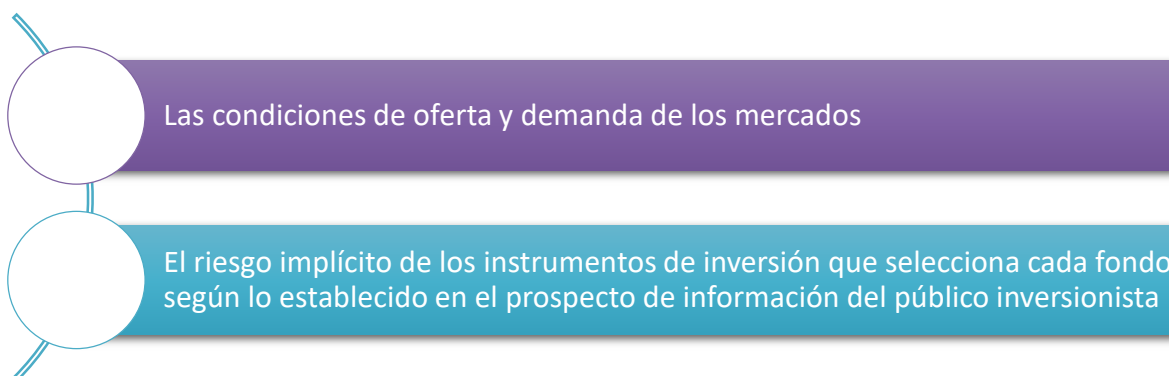 Las condiciones de oferta y demanda de los mercados
El riesgo implícito de los instrumentos de inversión que selecciona cada fondo
según lo establecido en el prospecto de información del público inversionista